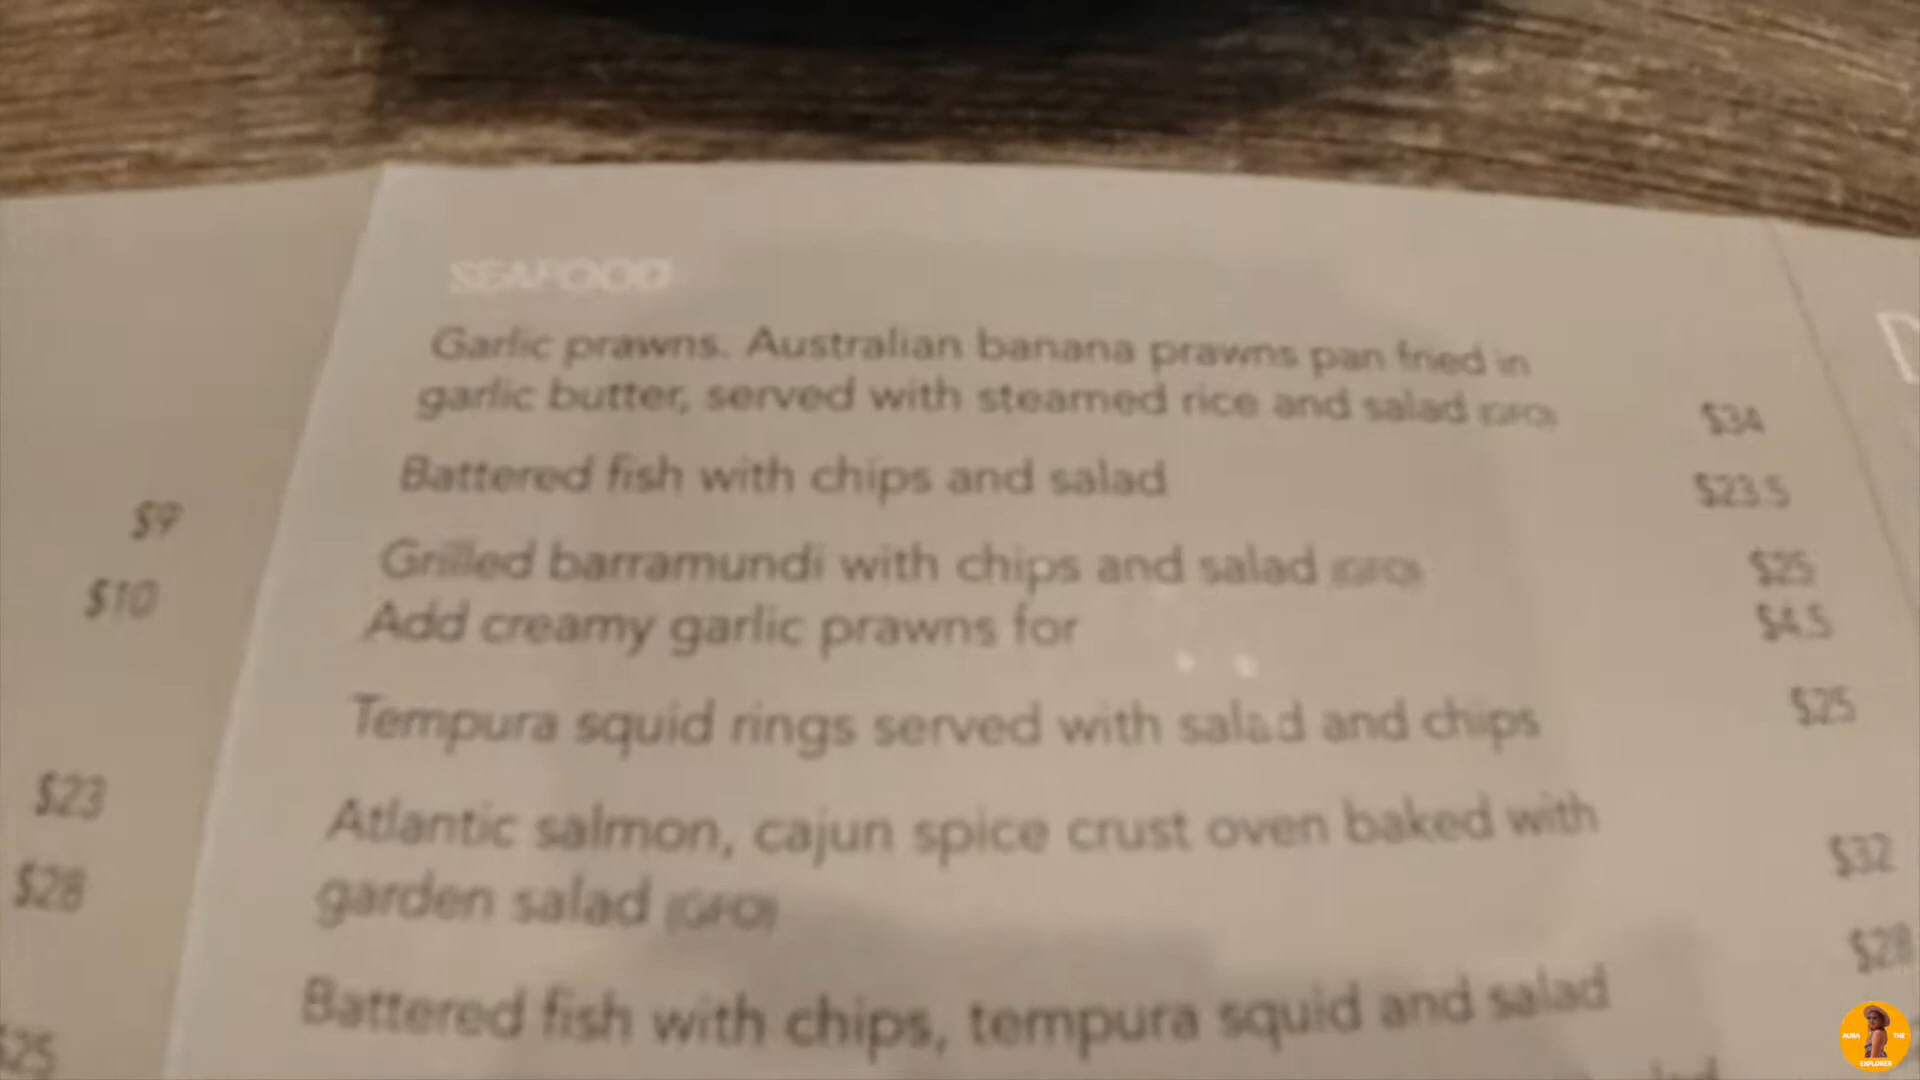 SEAFOOD
Garlic prawns. Australian banana prawns pan fried in
garlic butter, served with steamed rice and salad (GFO)
$34
Battered fish with chips and salad
$23.5
Grilled barramundi with chips and salad (GFO)
$25
Add creamy garlic prawns for
$4.5
Tempura squid rings served with salad and chips
$25
Atlantic salmon, cajun spice crust oven baked with
garden salad (GFO)
$32
Battered fish with chips, tempura squid and salad
$28
$9
$10
$23
$28
$25
AURA THE
EXPLORER